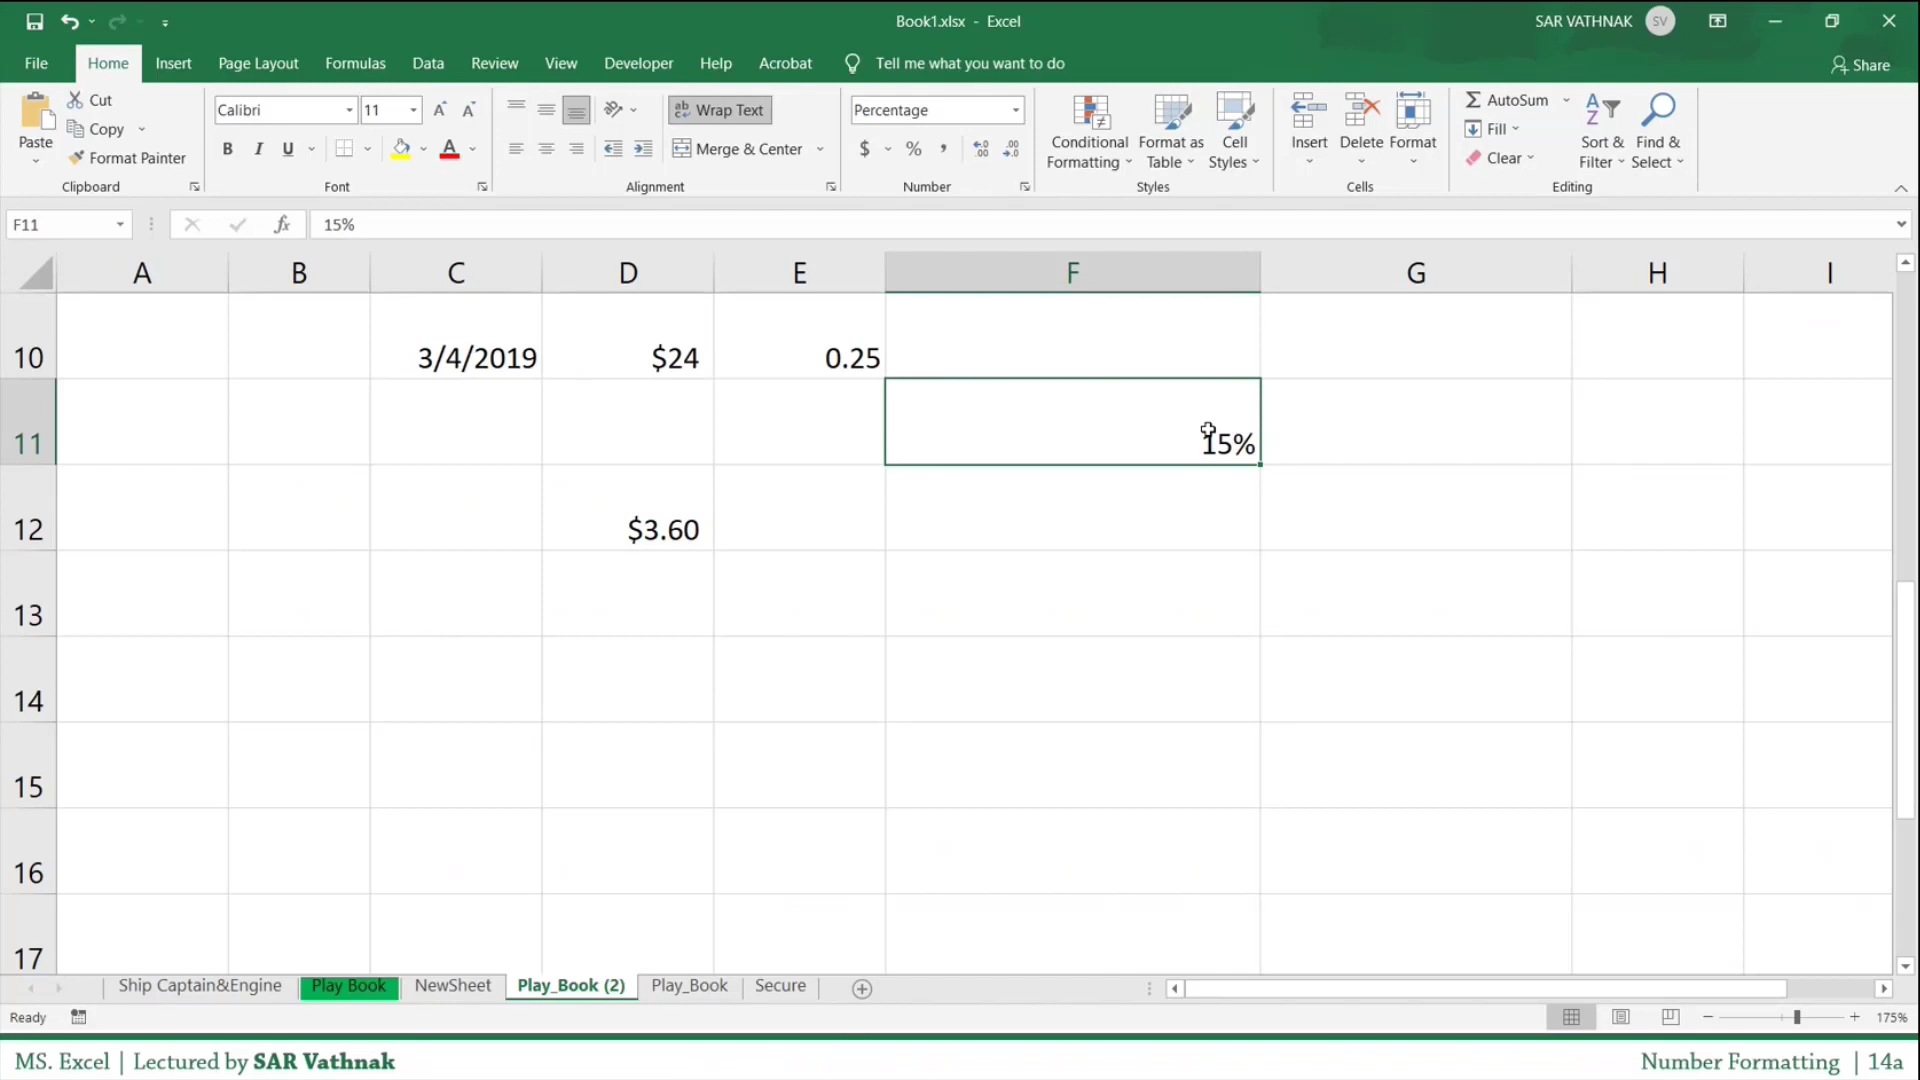 Book1.xlsx - Excel
SAR VATHNAK
SV
File
Home
Insert
Page Layout
Formulas
Data
Review
View
Developer
Help
Acrobat
Tell me what you want to do
Share
Paste
Cut
Copy
Format Painter
Clipboard
Calibri
11
B I U
A
Font
Wrap Text
Merge & Center
Alignment
Percentage
$ % ,
Number
Conditional
Formatting
Format as
Table
Cell
Styles
Styles
Insert
Delete
Format
Cells
AutoSum
Fill
Clear
Sort &
Filter
Find &
Select
Editing
F11
fx
15%
A B C D E F G H I
10 3/4/2019 $24 0.25
11 15%
12 $3.60
13
14
15
16
17
Ship Captain&Engine
Play Book
NewSheet
Play_Book (2)
Play_Book
Secure
Ready
175%
MS. Excel | Lectured by SAR Vathnak
Number Formatting | 14a